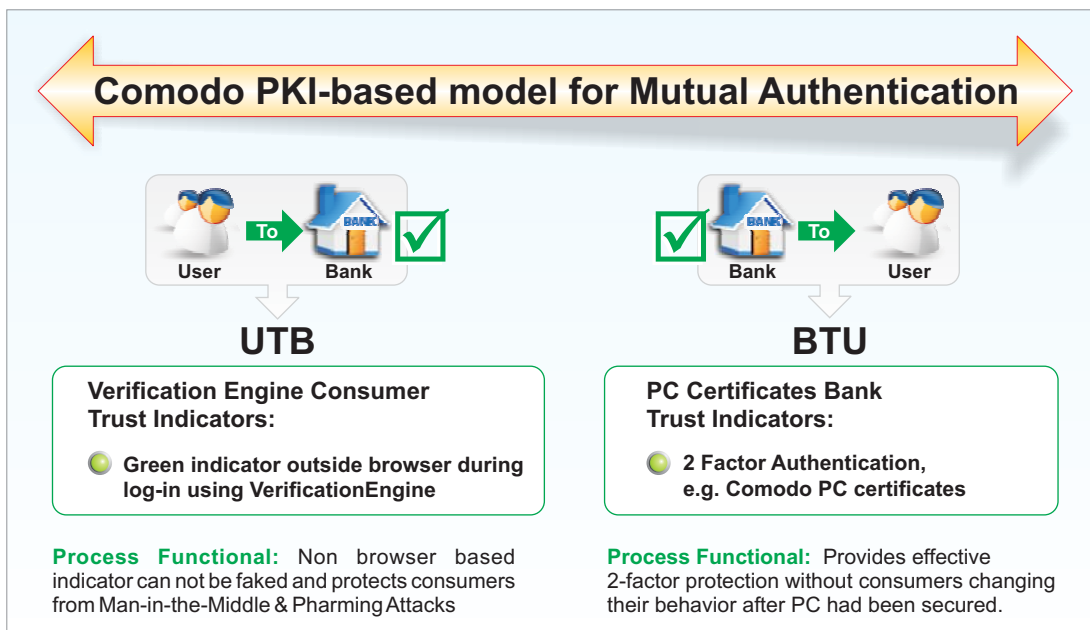 Comodo PKI-based model for Mutual Authentication
To
BANK
User
Bank
BANK
To
Bank
User
UTB
Verification Engine Consumer
Trust Indicators:
Green indicator outside browser during
log-in using VerificationEngine
Process Functional: Non browser based
indicator can not be faked and protects consumers
from Man-in-the-Middle & Pharming Attacks
BTU
PC Certificates Bank
Trust Indicators:
2 Factor Authentication,
e.g. Comodo PC certificates
Process Functional: Provides effective
2-factor protection without consumers changing
their behavior after PC had been secured.